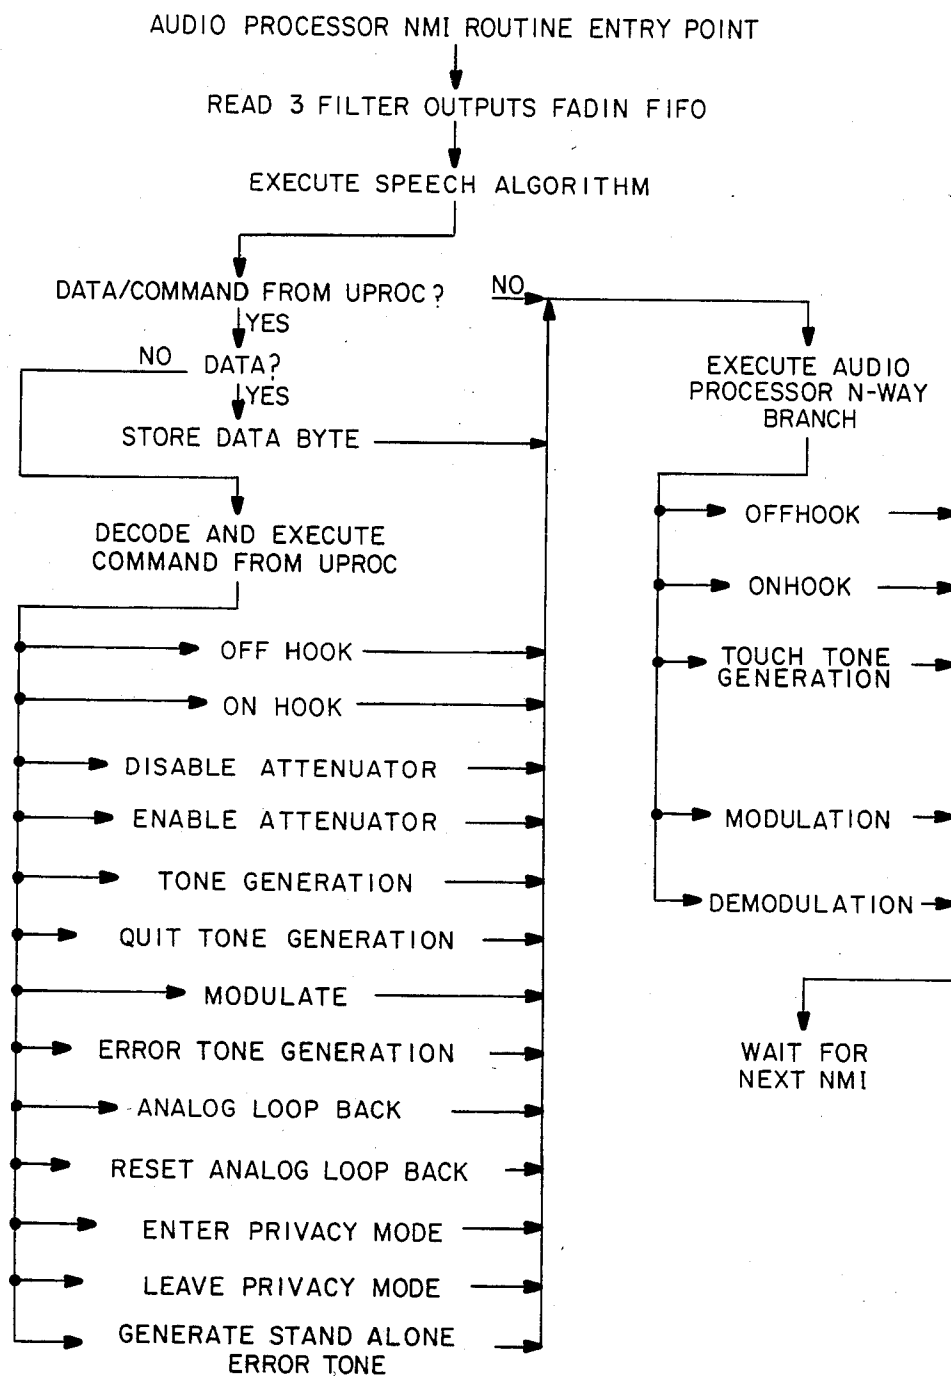 AUDIO PROCESSOR NMI ROUTINE ENTRY POINT
READ 3 FILTER OUTPUTS FADIN FIFO
EXECUTE SPEECH ALGORITHM
DATA/COMMAND FROM UPROC?
NO
YES
NO
DATA?
YES
STORE DATA BYTE
DECODE AND EXECUTE
COMMAND FROM UPROC
OFF HOOK
ON HOOK
DISABLE ATTENUATOR
ENABLE ATTENUATOR
TONE GENERATION
QUIT TONE GENERATION
MODULATE
ERROR TONE GENERATION
ANALOG LOOP BACK
RESET ANALOG LOOP BACK
ENTER PRIVACY MODE
LEAVE PRIVACY MODE
GENERATE STAND ALONE
ERROR TONE
EXECUTE AUDIO
PROCESSOR N-WAY
BRANCH
OFFHOOK
ONHOOK
TOUCH TONE
GENERATION
MODULATION
DEMODULATION
WAIT FOR
NEXT NMI